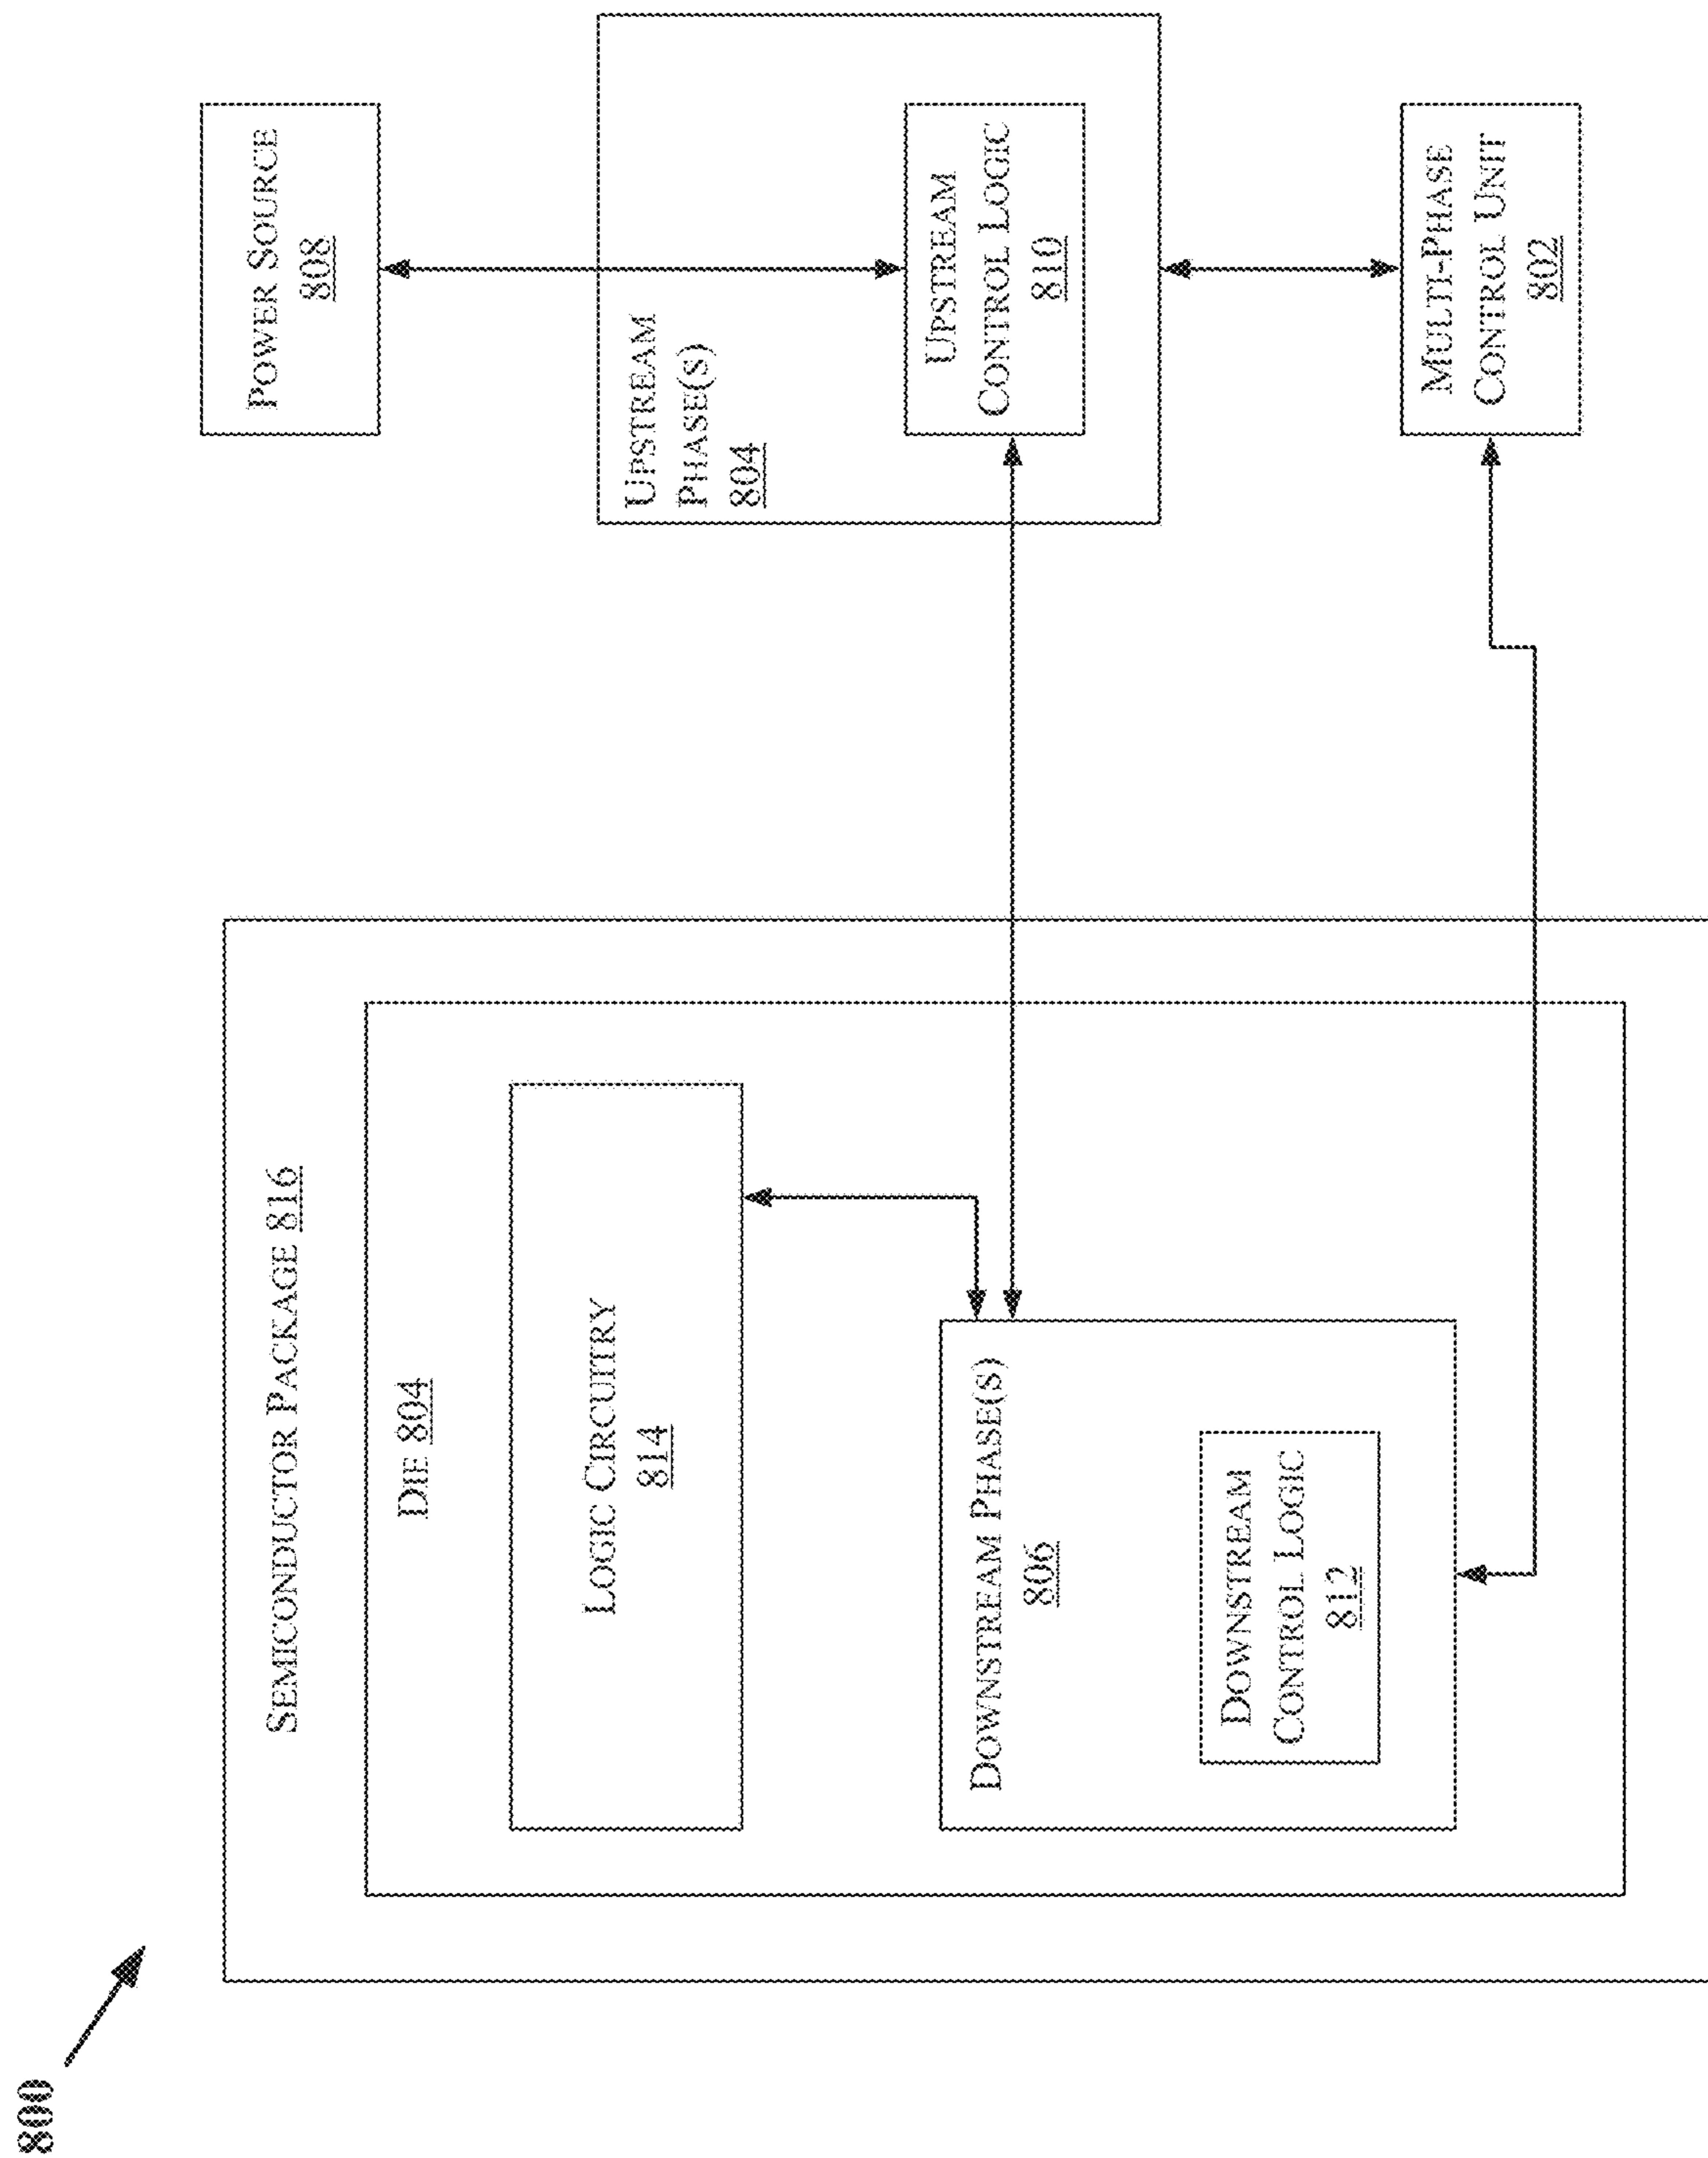 800
SEMICONDUCTOR PACKAGE 816
DIE 804
LOGIC CIRCUITRY
814
DOWNSTREAM PHASE(S)
806
DOWNSTREAM
CONTROL LOGIC
812
POWER SOURCE
808
UPSTREAM
PHASE(S)
804
UPSTREAM
CONTROL LOGIC
810
MULTI-PHASE
CONTROL UNIT
802